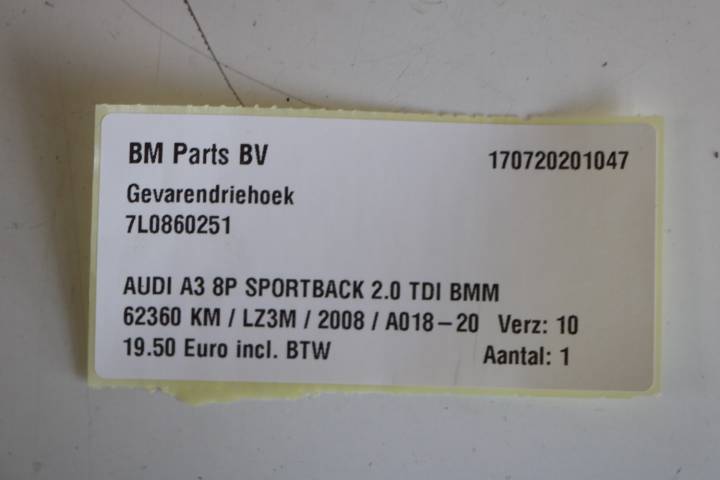 BM Parts BV 170720201047
Gevarendriehoek
7L0860251
AUDI A3 8P SPORTBACK 2.0 TDI BMM
62360 KM / LZ3M / 2008 / A018-20 Verz: 10
19.50 Euro incl. BTW Aantal: 1